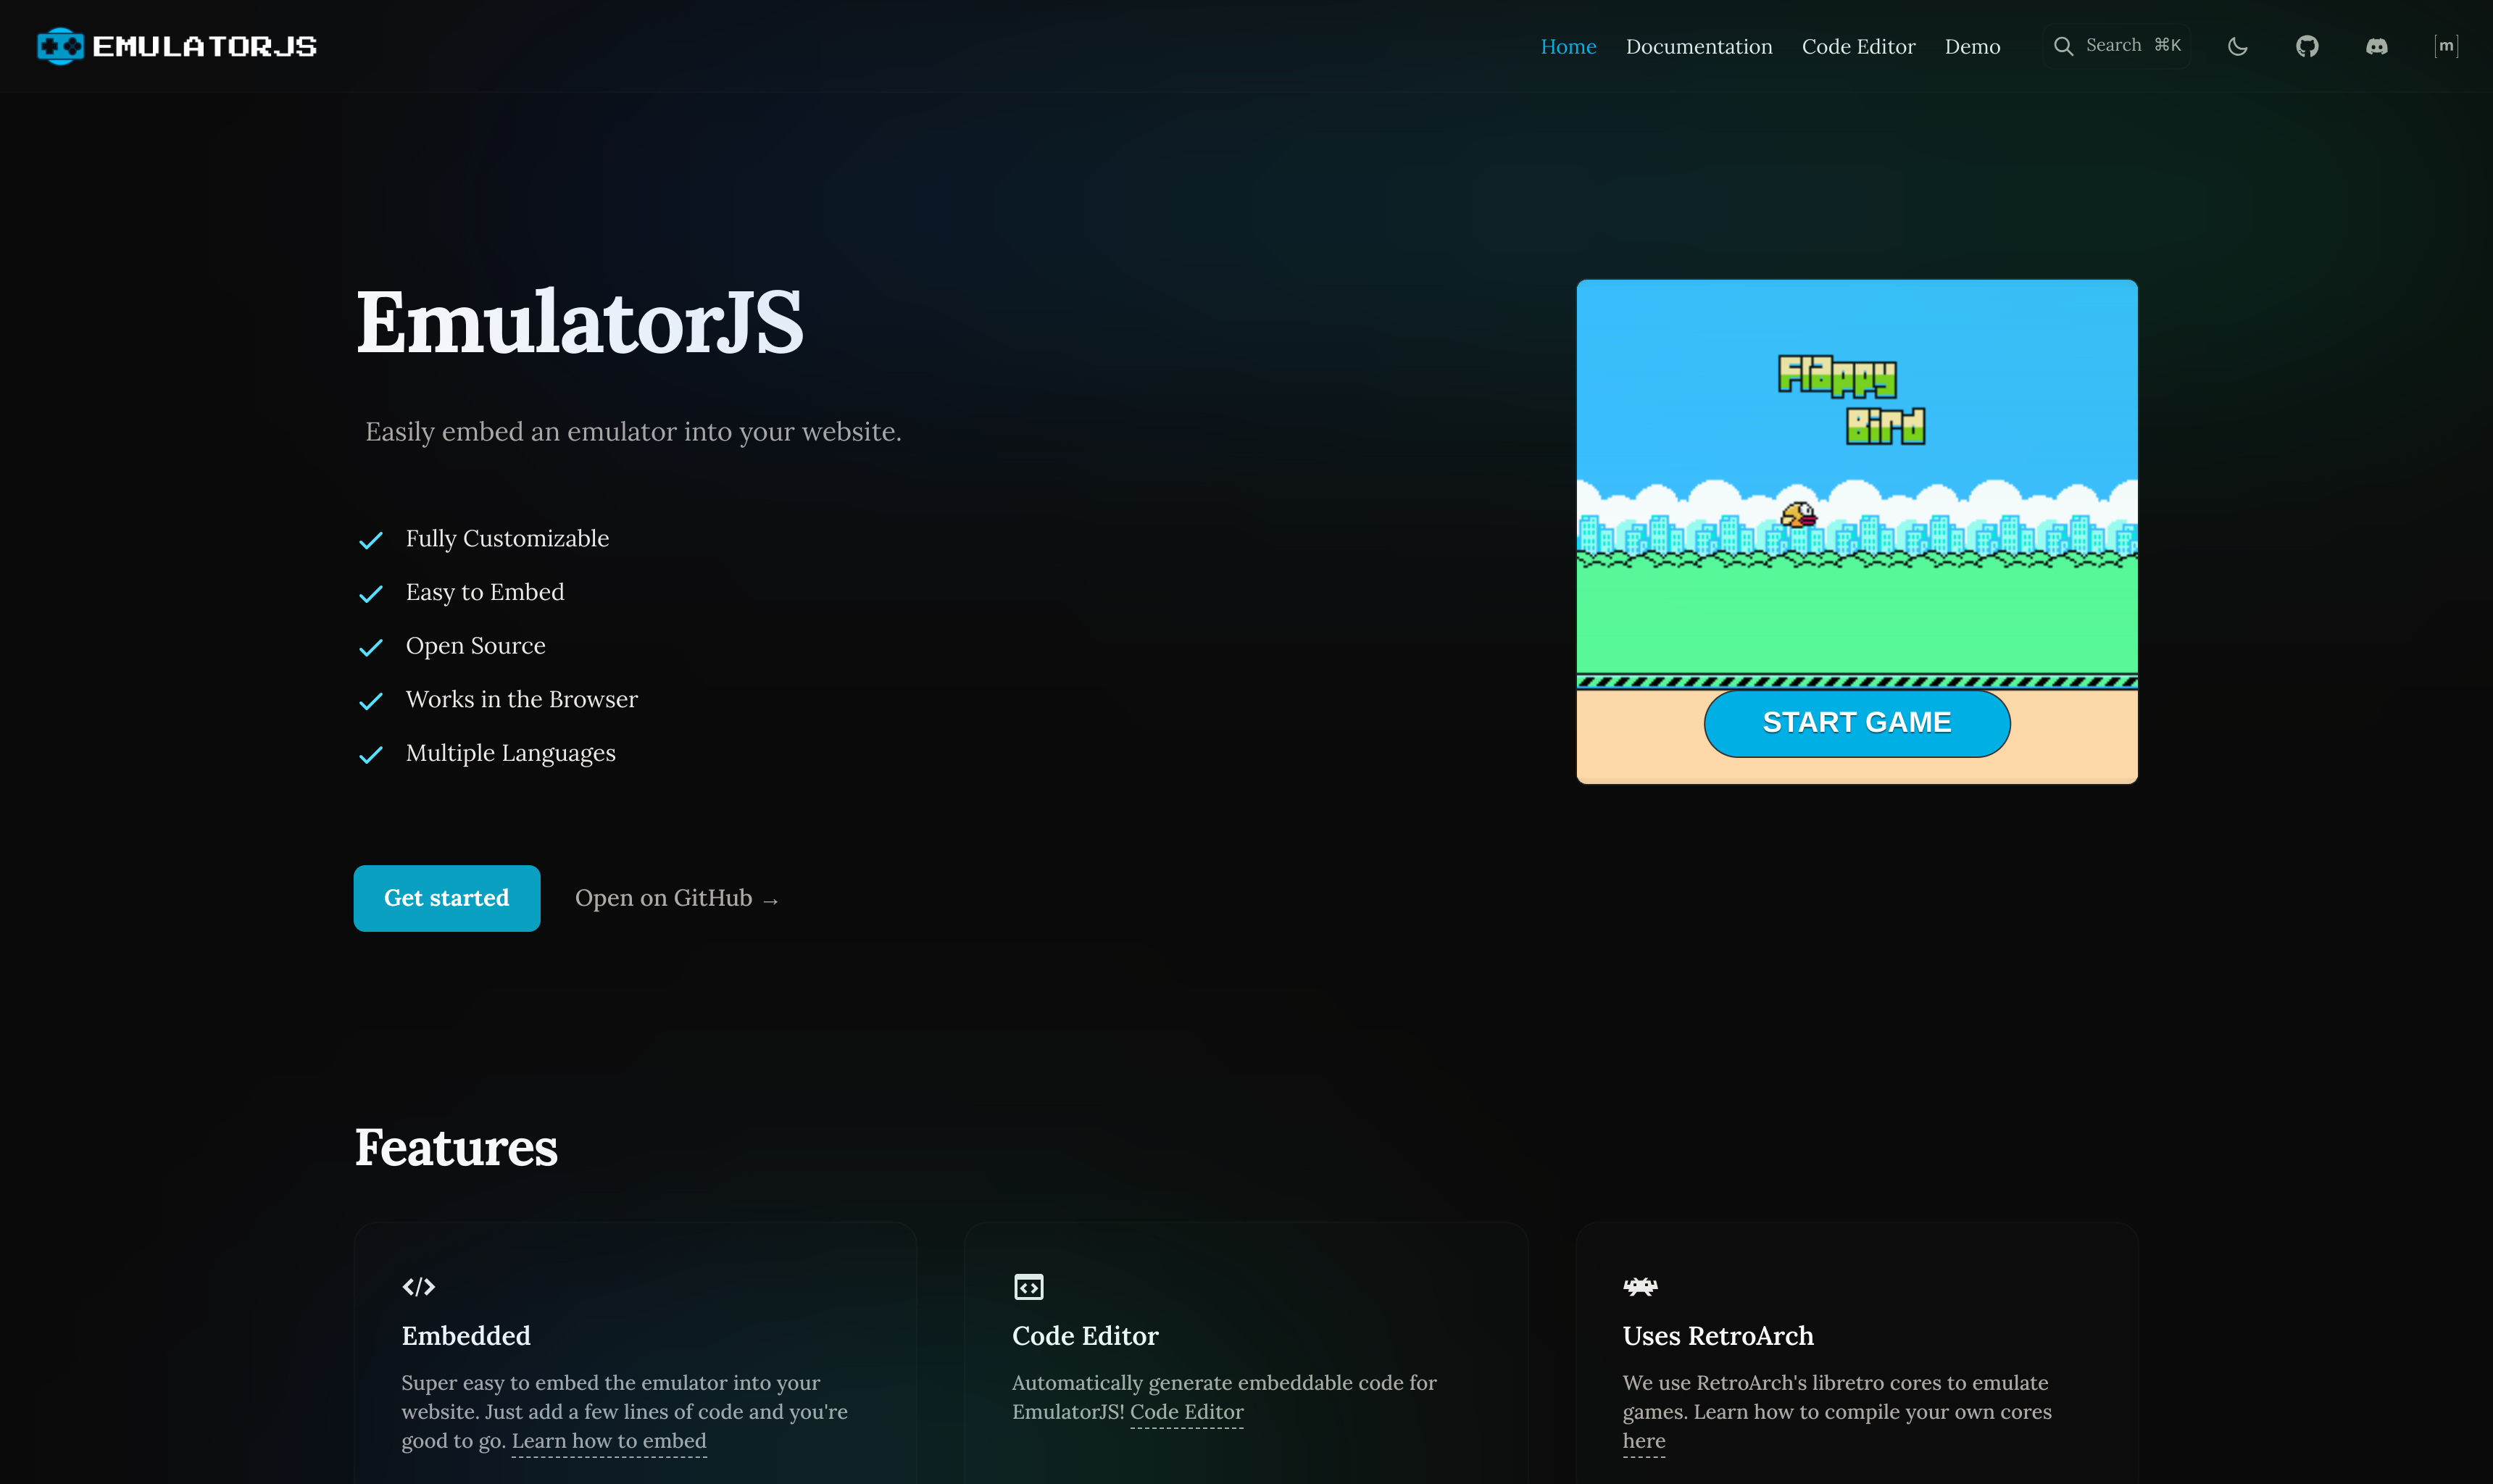 EMULATORJS
Home Documentation Code Editor Demo Search ⌘K [m]
EmulatorJS
Easily embed an emulator into your website.
Fully Customizable
Easy to Embed
Open Source
Works in the Browser
Multiple Languages
Flappy
Bird
START GAME
Get started Open on GitHub →
Features
Embedded
Super easy to embed the emulator into your
website. Just add a few lines of code and you're
good to go. Learn how to embed
Code Editor
Automatically generate embeddable code for
EmulatorJS! Code Editor
Uses RetroArch
We use RetroArch's libretro cores to emulate
games. Learn how to compile your own cores
here